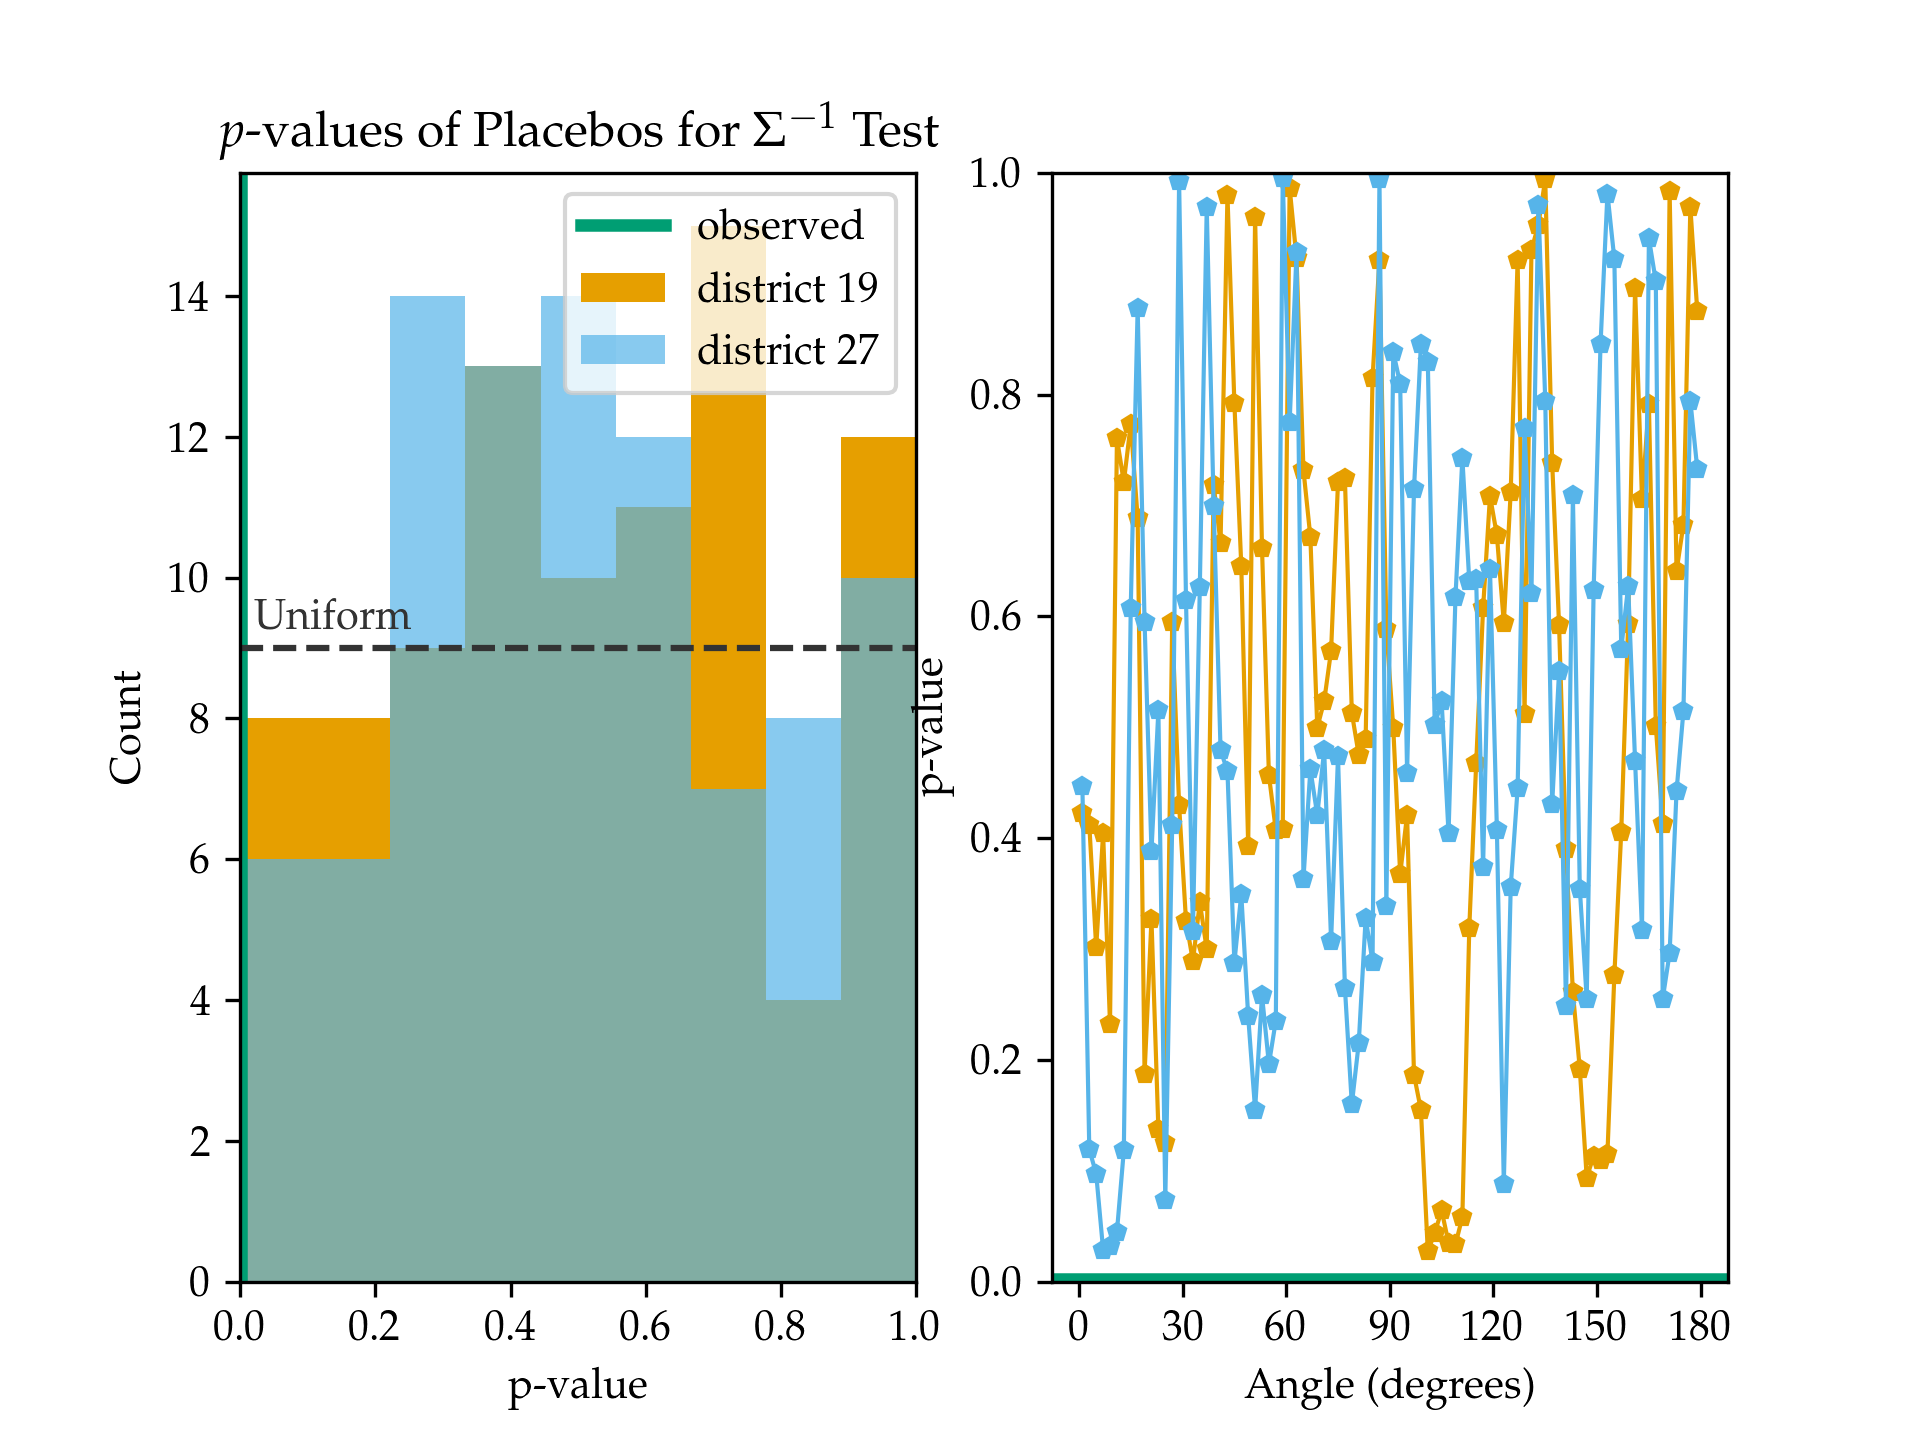 p-values of Placebos for Σ⁻¹ Test
observed
district 19
district 27
Uniform
Count
14
12
10
8
6
4
2
0
0.0 0.2 0.4 0.6 0.8 1.0
p-value
p-value
1.0
0.8
0.6
0.4
0.2
0.0
0 30 60 90 120 150 180
Angle (degrees)